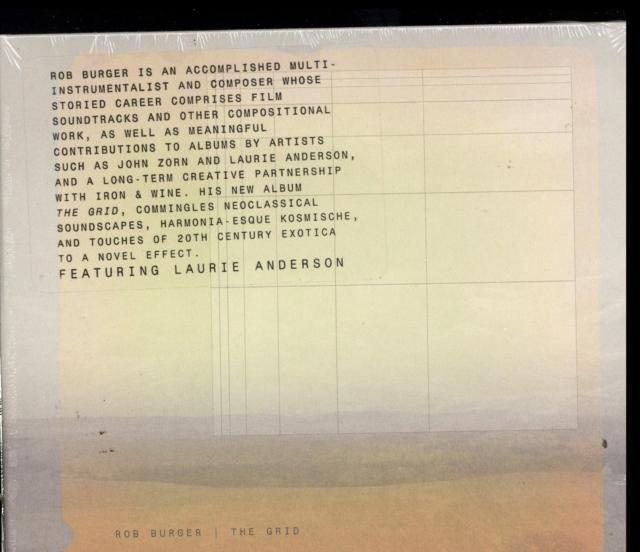 ROB BURGER IS AN ACCOMPLISHED MULTI-
INSTRUMENTALIST AND COMPOSER WHOSE
STORIED CAREER COMPRISES FILM
SOUNDTRACKS AND OTHER COMPOSITIONAL
WORK, AS WELL AS MEANINGFUL
CONTRIBUTIONS TO ALBUMS BY ARTISTS
SUCH AS JOHN ZORN AND LAURIE ANDERSON,
AND A LONG-TERM CREATIVE PARTNERSHIP
WITH IRON & WINE. HIS NEW ALBUM
THE GRID, COMMINGLES NEOCLASSICAL
SOUNDSCAPES, HARMONIA-ESQUE KOSMISCHE,
AND TOUCHES OF 20TH CENTURY EXOTICA
TO A NOVEL EFFECT.
FEATURING LAURIE ANDERSON
ROB BURGER | THE GRID